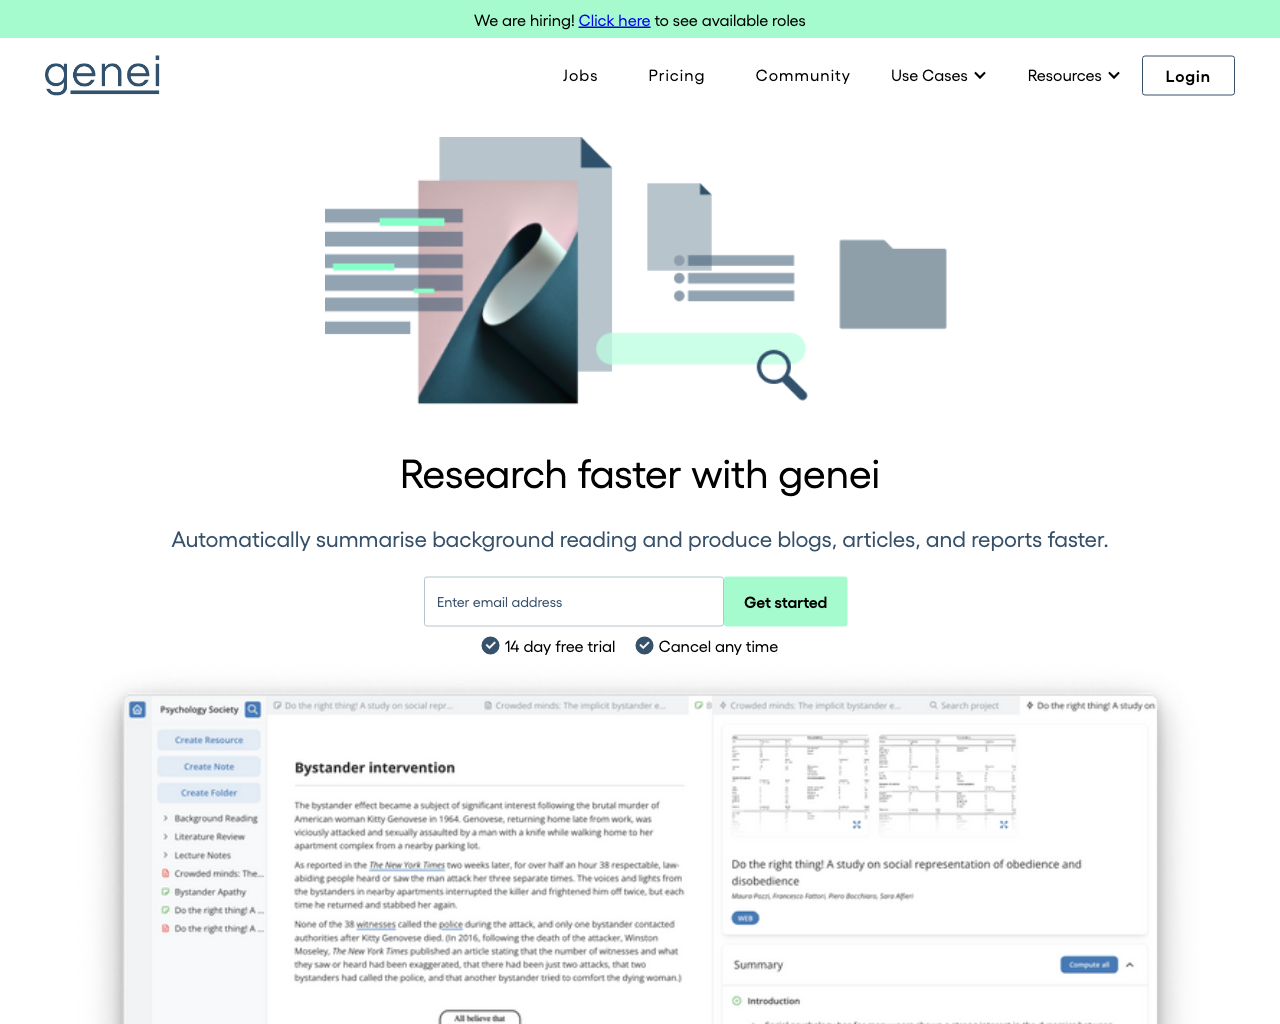 We are hiring! Click here to see available roles
genei
Jobs
Pricing
Community
Use Cases
Resources
Login
Research faster with genei
Automatically summarise background reading and produce blogs, articles, and reports faster.
Enter email address
Get started
14 day free trial
Cancel any time
Psychology Society
Create Resource
Create Note
Create Folder
Background Reading
Literature Review
Lecture Notes
Crowded minds: The...
Bystander Apathy
Do the right thing! A ...
Do the right thing! A ...
Do the right thing! A study on social repr...
Crowded minds: The implicit bystander e...
B
Bystander intervention
The bystander effect became a subject of significant interest following the brutal murder of
American woman Kitty Genovese in 1964. Genovese, returning home late from work, was
viciously attacked and sexually assaulted by a man with a knife while walking home to her
apartment complex from a nearby parking lot.
As reported in the The New York Times two weeks later, for over half an hour 38 respectable, law-
abiding people heard or saw the man attack her three separate times. The voices and lights from
the bystanders in nearby apartments interrupted the killer and frightened him off twice, but each
time he returned and stabbed her again.
None of the 38 witnesses called the police during the attack, and only one bystander contacted
authorities after Kitty Genovese died. (In 2016, following the death of the attacker, Winston
Moseley, The New York Times published an article stating that the number of witnesses and what
they saw or heard had been exaggerated, that there had been just two attacks, that two
bystanders had called the police, and that another bystander tried to comfort the dying woman.)
All believe that
Crowded minds: The implicit bystander e...
Search project
Do the right thing! A study on
Do the right thing! A study on social representation of obedience and
disobedience
Maura Pozzi, Francesco Fattori, Piero Bocchiaro, Sara Alfieri
WEB
Summary
Compute all
Introduction